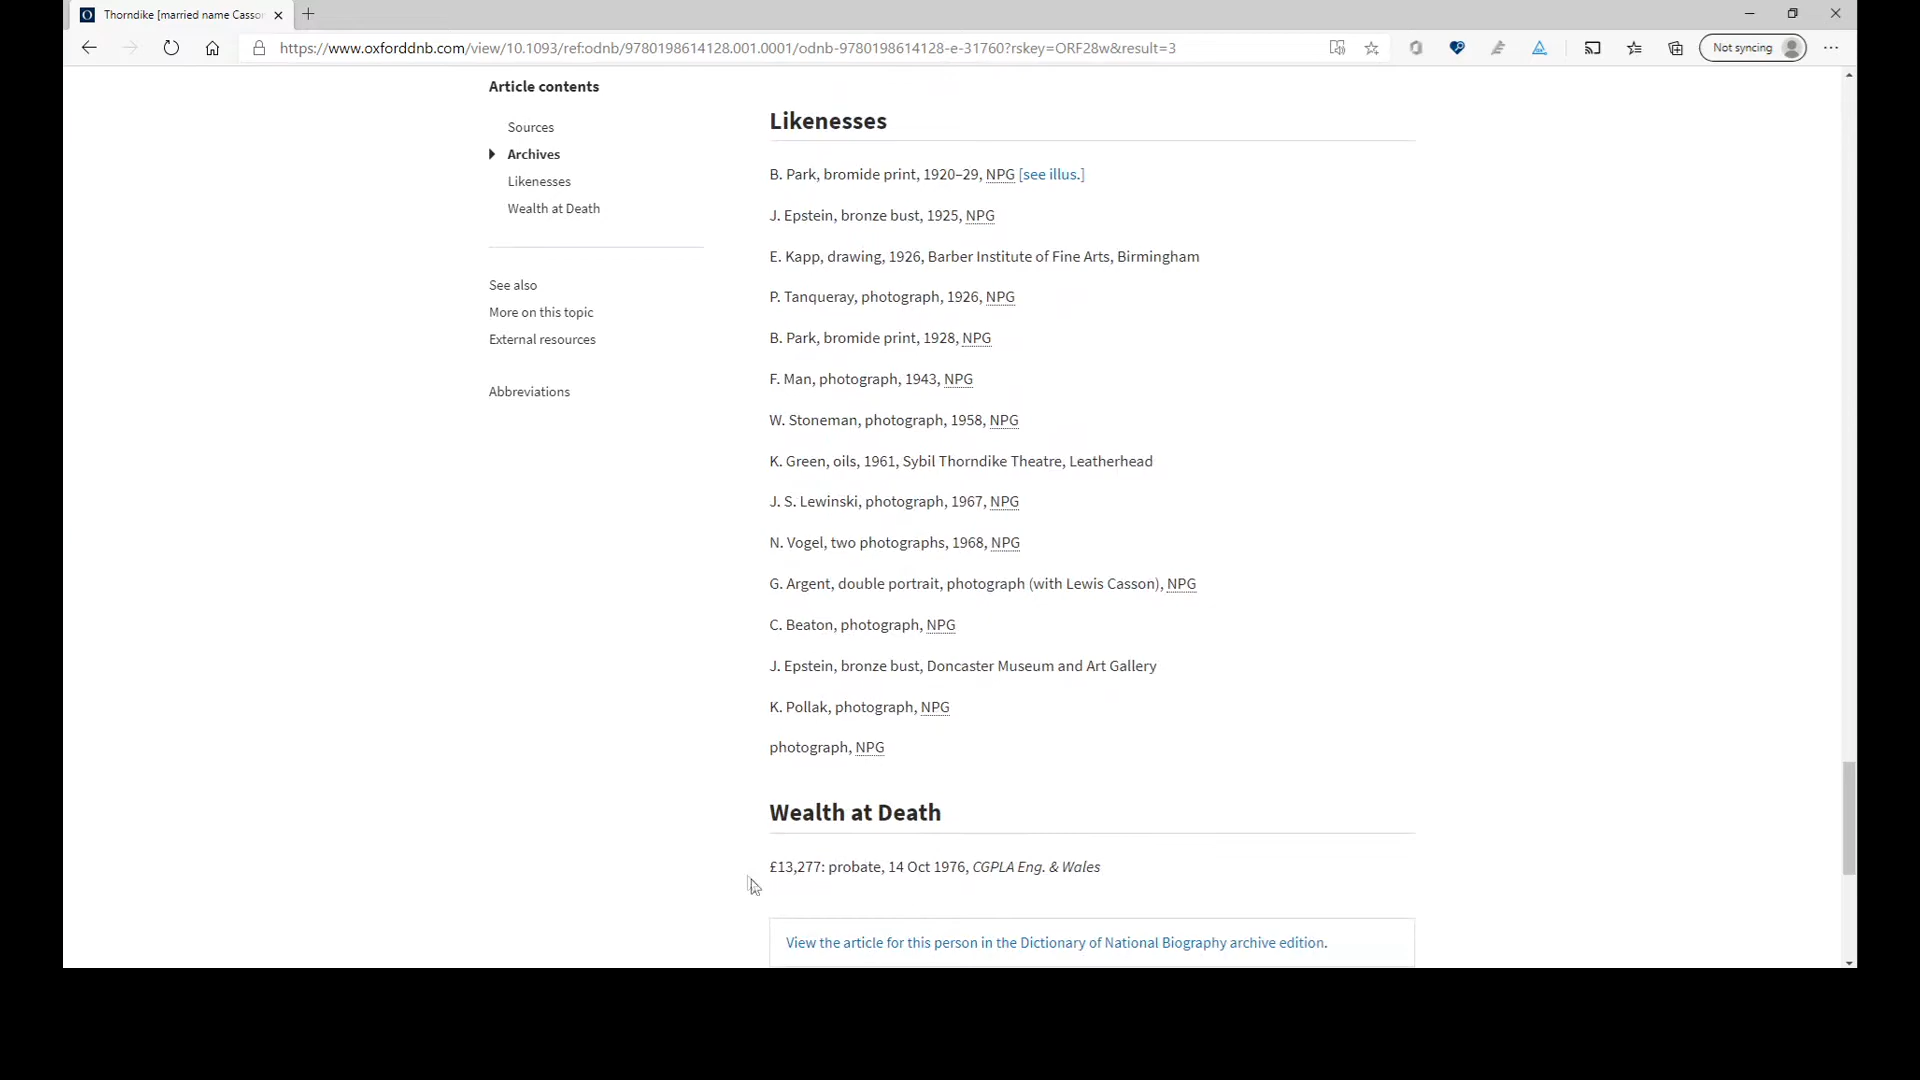 Thorndike [married name Casson
https://www.oxforddnb.com/view/10.1093/ref:odnb/9780198614128.001.0001/odnb-9780198614128-e-31760?rskey=ORF28w&result=3
Not syncing
Article contents
Sources
Archives
Likenesses
Wealth at Death
See also
More on this topic
External resources
Abbreviations
Likenesses
B. Park, bromide print, 1920–29, NPG [see illus.]
J. Epstein, bronze bust, 1925, NPG
E. Kapp, drawing, 1926, Barber Institute of Fine Arts, Birmingham
P. Tanqueray, photograph, 1926, NPG
B. Park, bromide print, 1928, NPG
F. Man, photograph, 1943, NPG
W. Stoneman, photograph, 1958, NPG
K. Green, oils, 1961, Sybil Thorndike Theatre, Leatherhead
J. S. Lewinski, photograph, 1967, NPG
N. Vogel, two photographs, 1968, NPG
G. Argent, double portrait, photograph (with Lewis Casson), NPG
C. Beaton, photograph, NPG
J. Epstein, bronze bust, Doncaster Museum and Art Gallery
K. Pollak, photograph, NPG
photograph, NPG
Wealth at Death
£13,277: probate, 14 Oct 1976, CGPLA Eng. & Wales
View the article for this person in the Dictionary of National Biography archive edition.